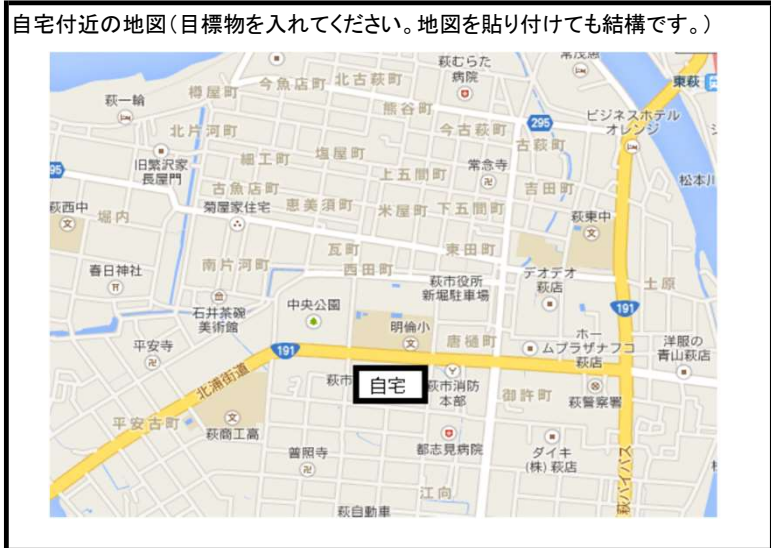 自宅付近の地図(目標物を入れてください。地図を貼り付けても結構です。)
萩むらた
病院
東萩
今魚店町
北古萩町
樽屋町
萩一輪
熊谷町
ビジネスホテル
オレンジ
295
北片河町
今古萩町
古萩町
旧繁沢家
長屋門
細工町
塩屋町
常念寺
松本川
95
上五間町
吉田町
古魚店町
萩西中
堀内
菊屋家住宅
恵美須町
米屋町
下五間町
萩東中
瓦町
東田町
春日神社
南片河町
西田町
萩市役所
新堀駐車場
デオデオ
萩店
土原
石井茶碗
美術館
中央公園
191
明倫小
唐樋町
ホー
ムプラザナフコ
萩店
洋服の
青山萩店
平安寺
191
北浦街道
萩市
自宅
萩市消防
本部
御許町
萩警察署
平安古町
萩商工高
都志見病院
普照寺
ダイキ
(株) 萩店
萩バイパス
江向
萩自動車